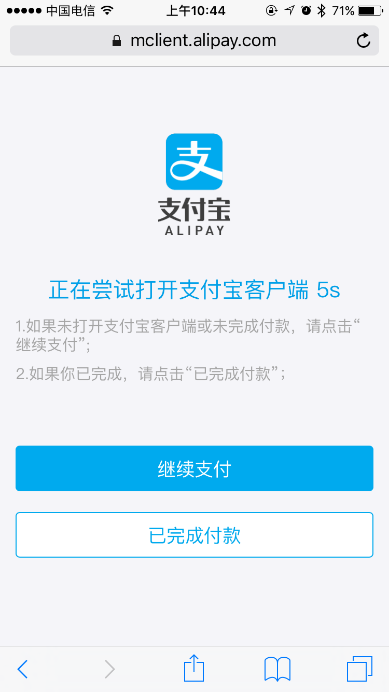 中国电信 上午10:44 71%
mclient.alipay.com
支
支付宝
ALIPAY
正在尝试打开支付宝客户端 5s
1.如果未打开支付宝客户端或未完成付款，请点击“
继续支付”；
2.如果你已完成，请点击“已完成付款”；
继续支付
已完成付款